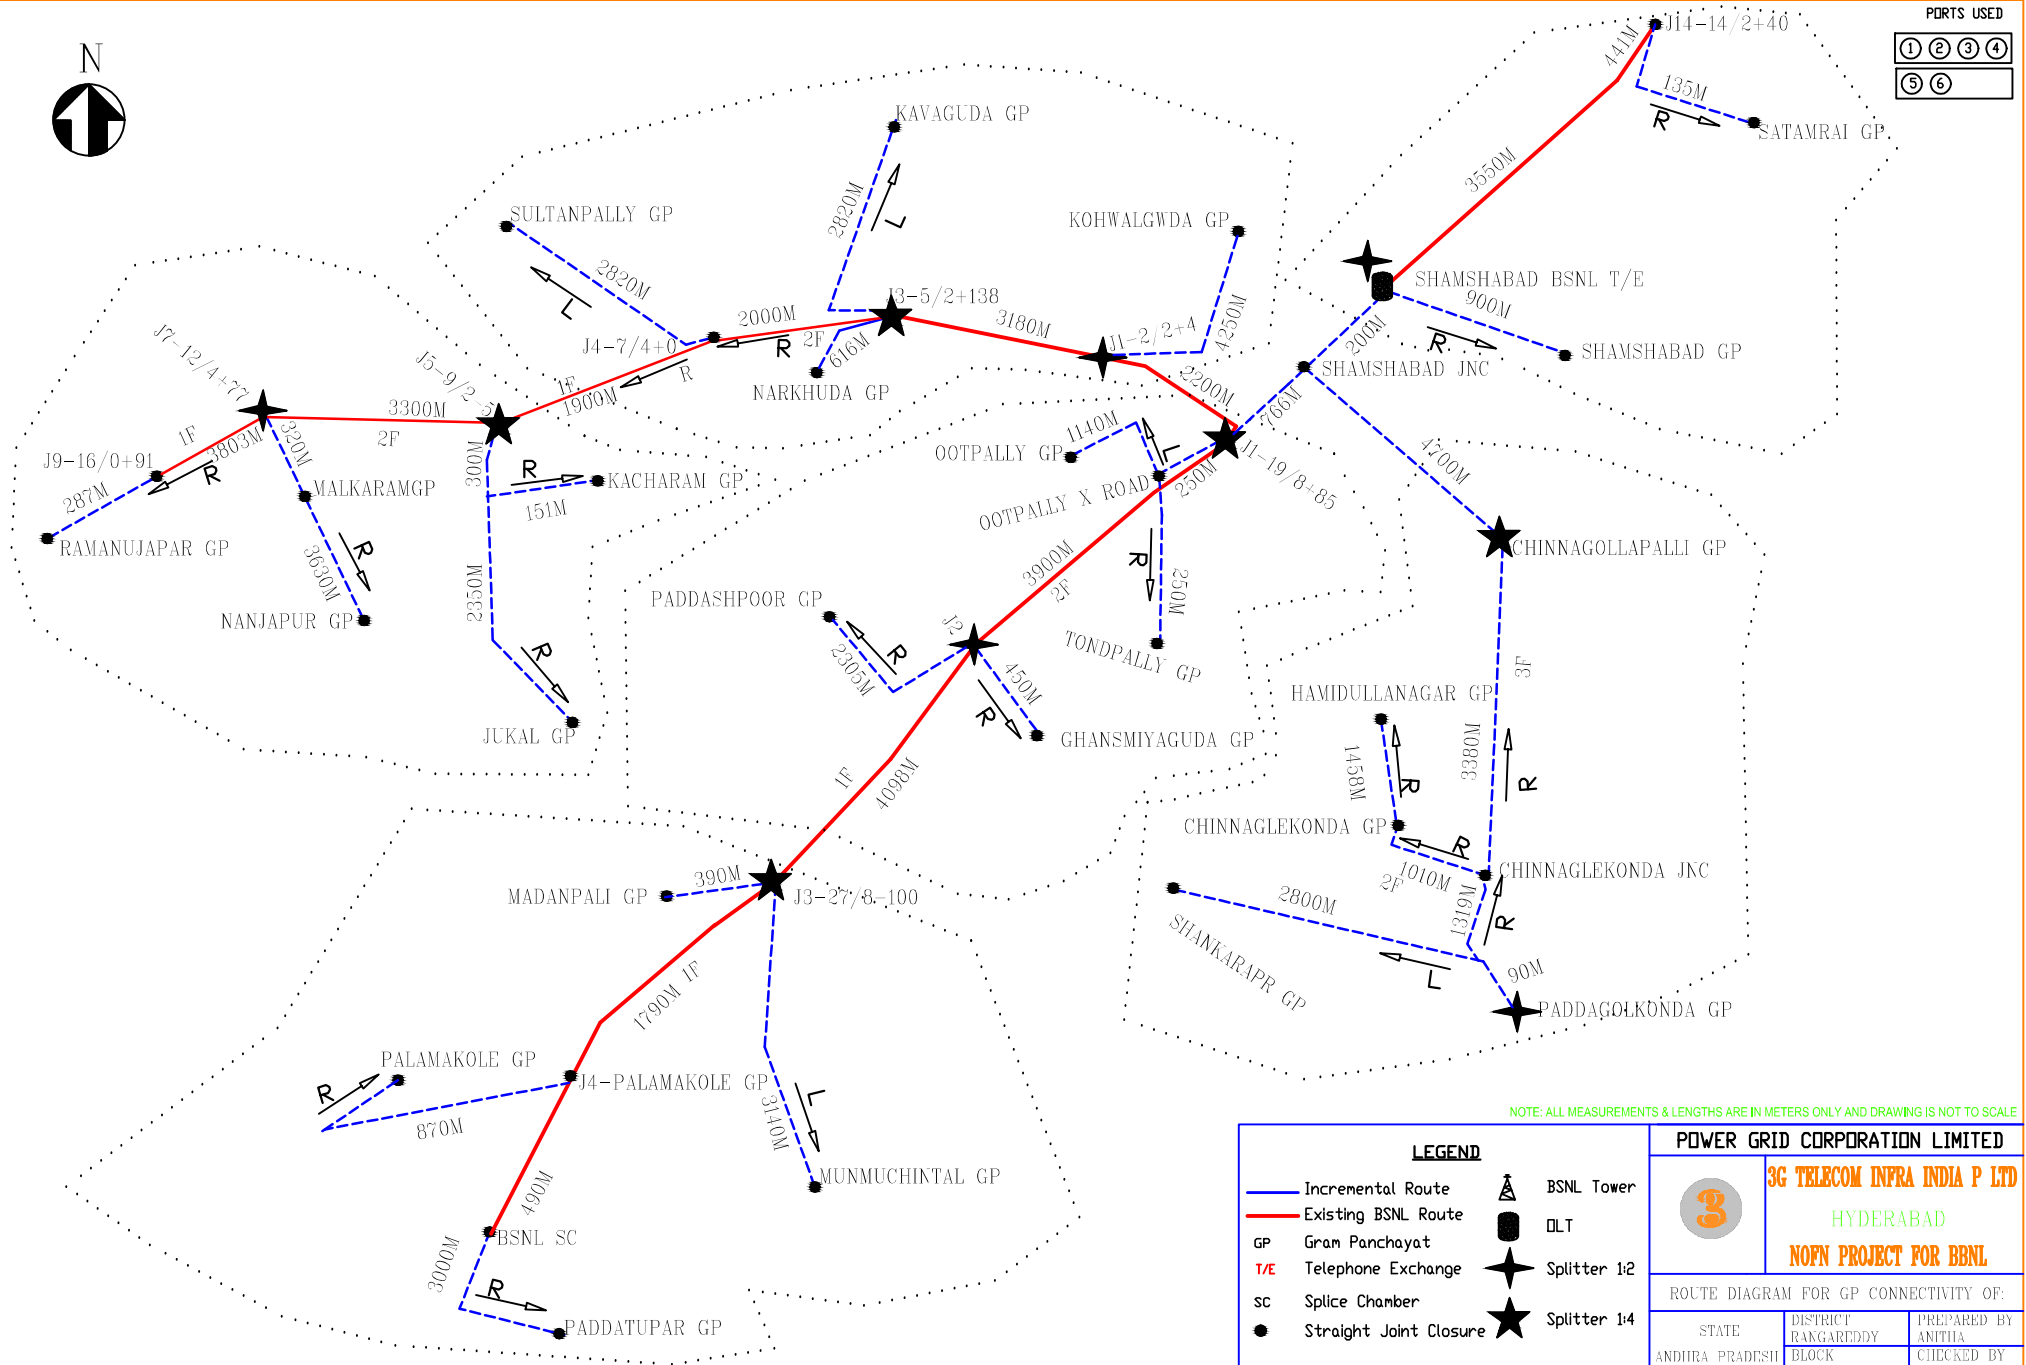 PORTS USED
1 2 3 4
5 6
N
J14-14/2+40
441M
135M
R
SATAMRAI GP
3550M
KAVAGUDA GP
2820M
L
SULTANPALLY GP
2820M
L
KOHWALGWDA GP
4250M
SHAMSHABAD BSNL T/E
900M
R
SHAMSHABAD GP
200M
SHAMSHABAD JNC
766M
4700M
J3-5/2+138
3180M
J1-2/2+4
2200M
2000M
2F
R
616M
NARKHUDA GP
J4-7/4+0
1F
1900M
R
J5-9/2-5
J7-12/4+77
3300M
2F
1F
3803M
R
J9-16/0+91
287M
RAMANUJAPAR GP
320M
MALKARAMGP
3630M
R
NANJAPUR GP
300M
R
KACHARAM GP
151M
2350M
R
JUKAL GP
OOTPALLY GP
1140M
L
OOTPALLY X ROAD
250M
J1-19/8+85
R
250M
TONDPALLY GP
3900M
2F
J2
PADDASHPOOR GP
2305M
R
450M
R
GHANSMIYAGUDA GP
1F
4098M
CHINNAGOLLAPALLI GP
3F
3380M
R
HAMIDULLANAGAR GP
1458M
R
CHINNAGLEKONDA GP
R
1010M
2F
CHINNAGLEKONDA JNC
1319M
R
2800M
L
SHANKARAPR GP
90M
PADDAGOLKONDA GP
MADANPALI GP
390M
J3-27/8-100
1790M 1F
3140M
L
MUNMUCHINTAL GP
PALAMAKOLE GP
R
870M
J4-PALAMAKOLE GP
490M
BSNL SC
3000M
R
PADDATUPAR GP
NOTE: ALL MEASUREMENTS & LENGTHS ARE IN METERS ONLY AND DRAWING IS NOT TO SCALE
LEGEND
Incremental Route
Existing BSNL Route
GP Gram Panchayat
T/E Telephone Exchange
SC Splice Chamber
Straight Joint Closure
BSNL Tower
OLT
Splitter 1:2
Splitter 1:4
POWER GRID CORPORATION LIMITED
3
3G TELECOM INFRA INDIA P LTD
HYDERABAD
NOFN PROJECT FOR BBNL
ROUTE DIAGRAM FOR GP CONNECTIVITY OF:
STATE
ANDHRA PRADESH
DISTRICT
RANGAREDDY
BLOCK
PREPARED BY
ANITHA
CHECKED BY